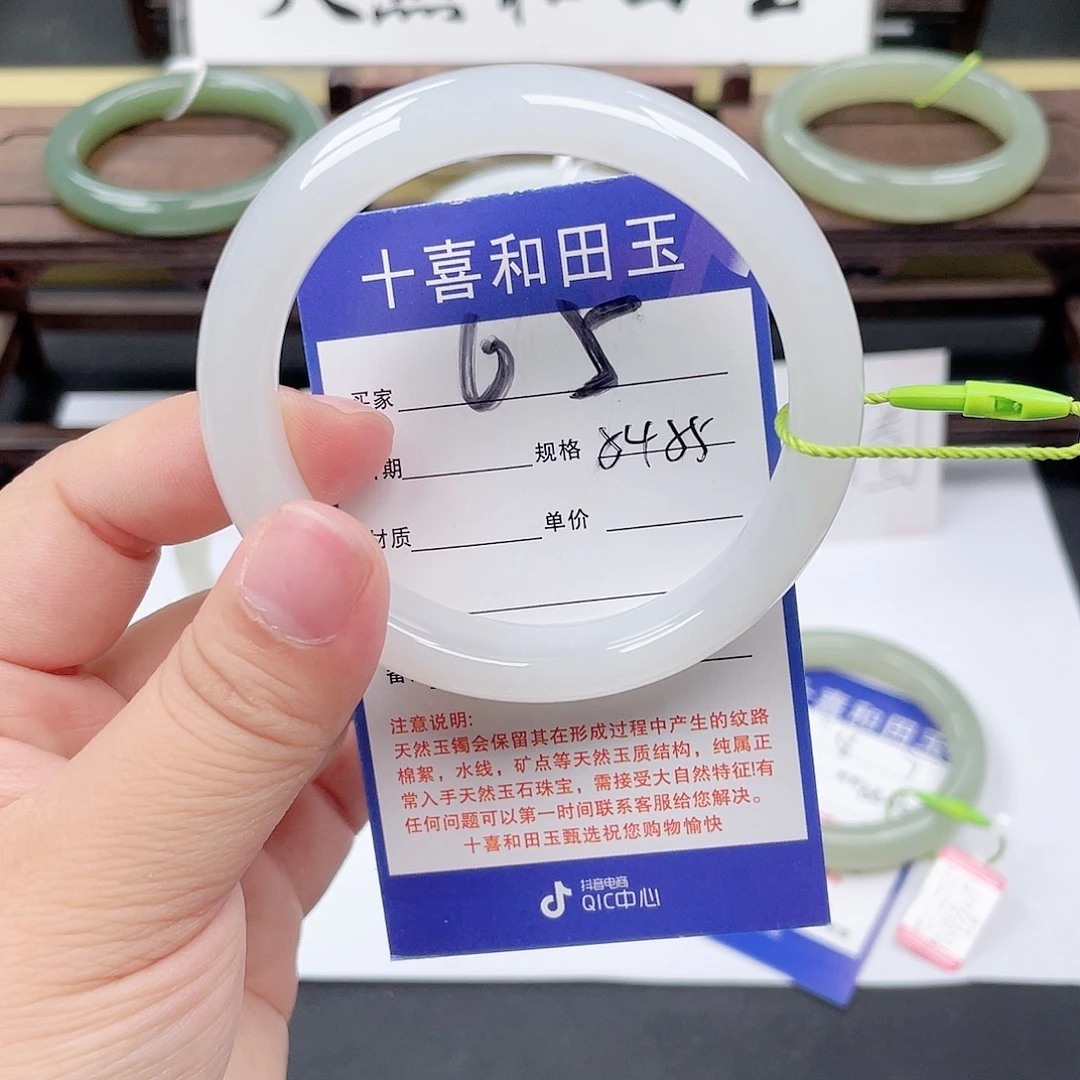 天然和田玉
十喜和田玉
65
买家
期
规格 8485
材质
单价
备
注意说明:
天然玉镯会保留其在形成过程中产生的纹路
棉絮，水线，矿点等天然玉质结构，纯属正
常入手天然玉石珠宝，需接受大自然特征!有
任何问题可以第一时间联系客服给您解决。
十喜和田玉甄选祝您购物愉快
抖音电商
QIC中心
喜和田玉